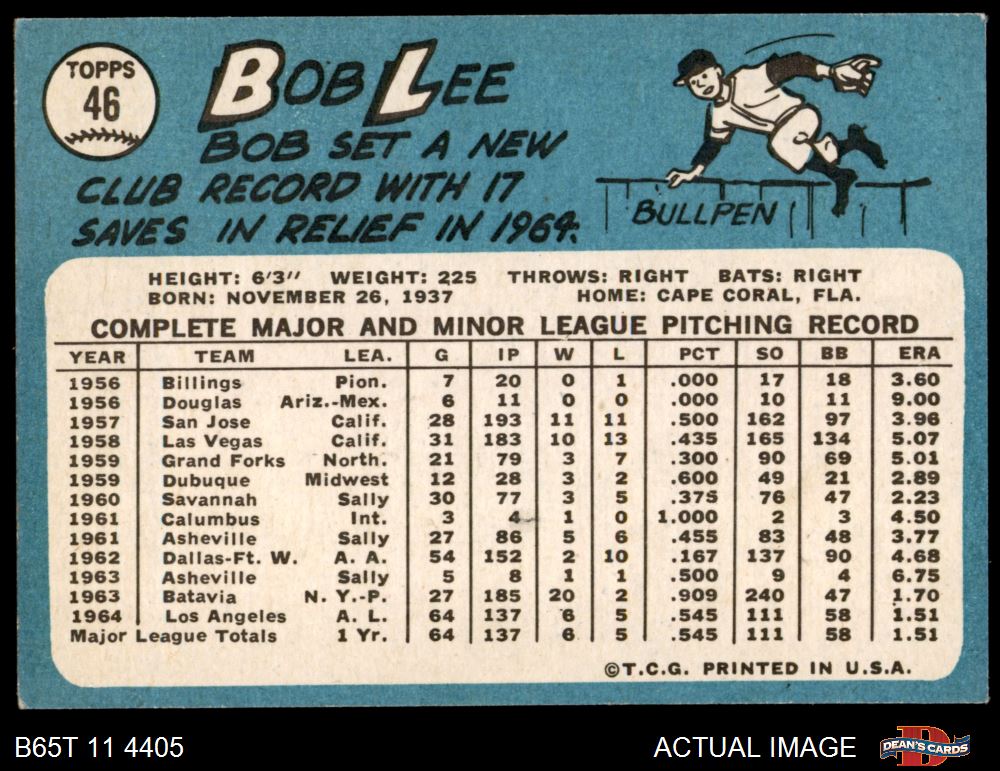 TOPPS
46
BOB LEE
BOB SET A NEW
CLUB RECORD WITH 17
SAVES IN RELIEF IN 1964.
BULLPEN
HEIGHT: 6'3" WEIGHT: 225 THROWS: RIGHT BATS: RIGHT
BORN: NOVEMBER 26, 1937 HOME: CAPE CORAL, FLA.
COMPLETE MAJOR AND MINOR LEAGUE PITCHING RECORD
YEAR TEAM LEA. G IP W L PCT SO BB ERA
1956 Billings Pion. 7 20 0 1 .000 17 18 3.60
1956 Douglas Ariz.-Mex. 6 11 0 0 .000 10 11 9.00
1957 San Jose Calif. 28 193 11 11 .500 162 97 3.96
1958 Las Vegas Calif. 31 183 10 13 .435 165 134 5.07
1959 Grand Forks North. 21 79 3 7 .300 90 69 5.01
1959 Dubuque Midwest 12 28 3 2 .600 49 21 2.89
1960 Savannah Sally 30 77 3 5 .375 76 47 2.23
1961 Calumbus Int. 3 4 1 0 1.000 2 3 4.50
1961 Asheville Sally 27 86 5 6 .455 83 48 3.77
1962 Dallas-Ft. W. A. A. 54 152 2 10 .167 137 90 4.68
1963 Asheville Sally 5 8 1 1 .500 9 4 6.75
1963 Batavia N. Y.-P. 27 185 20 2 .909 240 47 1.70
1964 Los Angeles A. L. 64 137 6 5 .545 111 58 1.51
Major League Totals 1 Yr. 64 137 6 5 .545 111 58 1.51
©T.C.G. PRINTED IN U.S.A.
B65T 11 4405 ACTUAL IMAGE DEAN'S CARDS